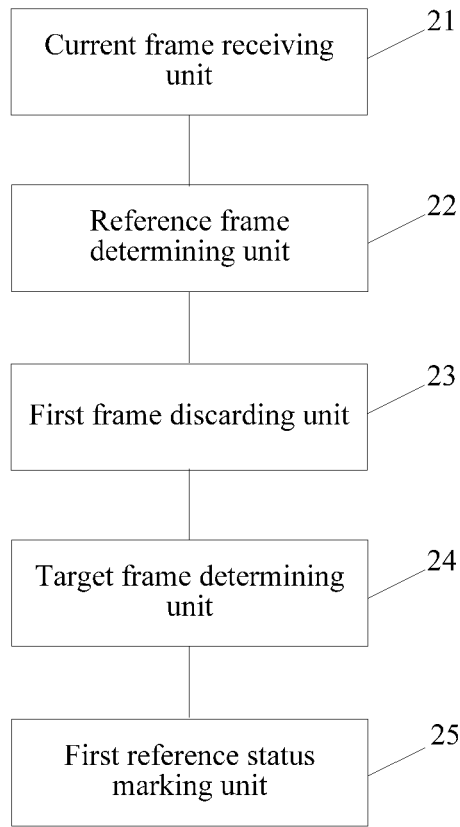 21
Current frame receiving
unit
22
Reference frame
determining unit
23
First frame discarding unit
24
Target frame determining
unit
25
First reference status
marking unit